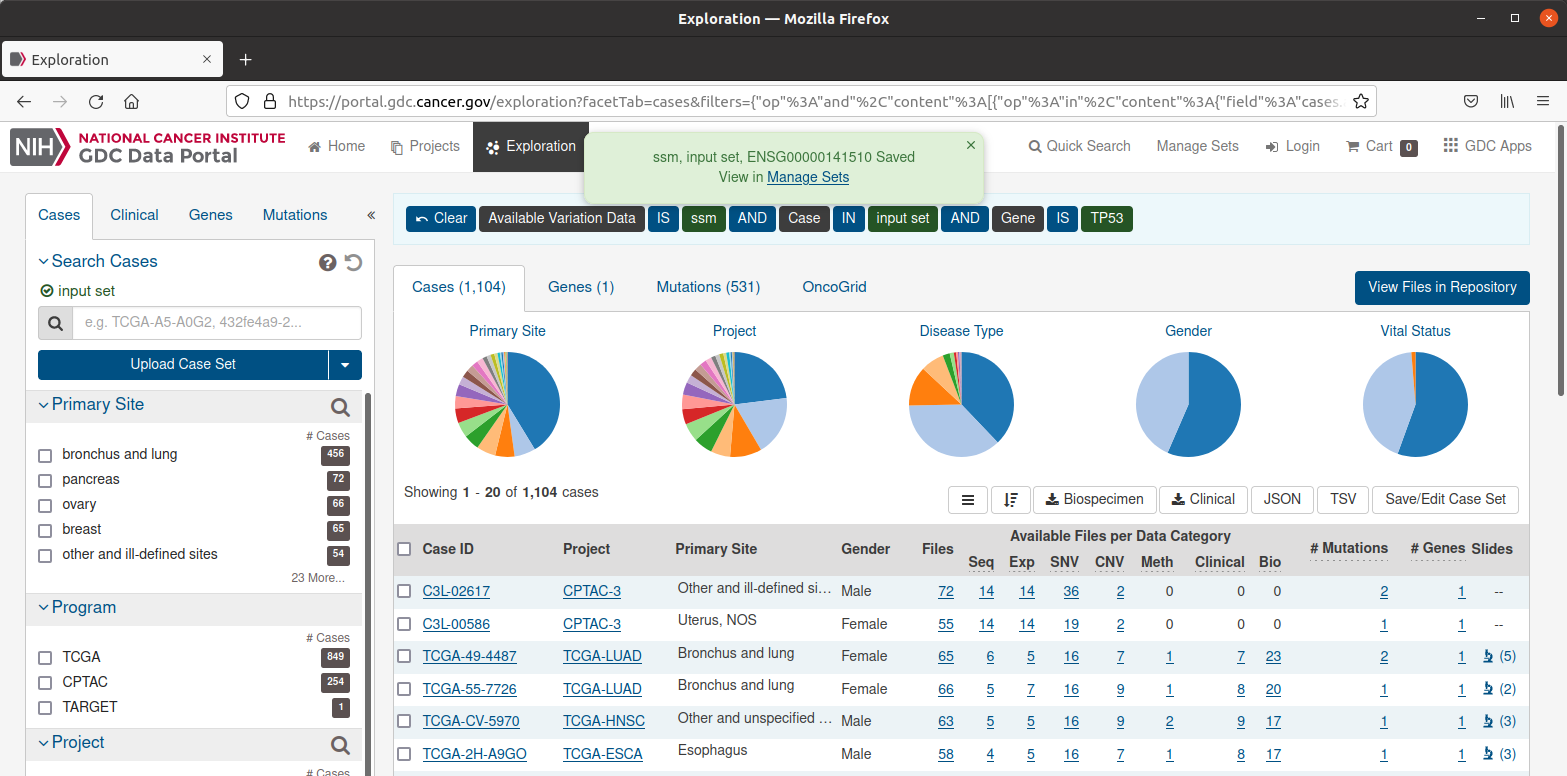 Exploration — Mozilla Firefox
Exploration
https://portal.gdc.cancer.gov/exploration?facetTab=cases&filters={"op"%3A"and"%2C"content"%3A[{"op"%3A"in"%2C"content"%3A{"field"%3A"cases.
NIH NATIONAL CANCER INSTITUTE
GDC Data Portal
Home Projects Exploration Quick Search Manage Sets Login Cart 0 GDC Apps
ssm, input set, ENSG00000141510 Saved
View in Manage Sets
Cases Clinical Genes Mutations «
Clear Available Variation Data IS ssm AND Case IN input set AND Gene IS TP53
Search Cases
input set
e.g. TCGA-A5-A0G2, 432fe4a9-2...
Upload Case Set
Primary Site
# Cases
bronchus and lung 456
pancreas 72
ovary 66
breast 65
other and ill-defined sites 54
23 More...
Program
# Cases
TCGA 849
CPTAC 254
TARGET 1
Project
# Cases
Cases (1,104) Genes (1) Mutations (531) OncoGrid
View Files in Repository
Primary Site Project Disease Type Gender Vital Status
Showing 1 - 20 of 1,104 cases
Biospecimen Clinical JSON TSV Save/Edit Case Set
Case ID Project Primary Site Gender Files Available Files per Data Category # Mutations # Genes Slides
Seq Exp SNV CNV Meth Clinical Bio
C3L-02617 CPTAC-3 Other and ill-defined si... Male 72 14 14 36 2 0 0 0 2 1 --
C3L-00586 CPTAC-3 Uterus, NOS Female 55 14 14 19 2 0 0 0 1 1 --
TCGA-49-4487 TCGA-LUAD Bronchus and lung Female 65 6 5 16 7 1 7 23 2 1 (5)
TCGA-55-7726 TCGA-LUAD Bronchus and lung Female 66 5 7 16 9 1 8 20 1 1 (2)
TCGA-CV-5970 TCGA-HNSC Other and unspecified ... Male 63 5 5 16 9 2 9 17 1 1 (3)
TCGA-2H-A9GO TCGA-ESCA Esophagus Male 58 4 5 16 7 1 8 17 1 1 (3)